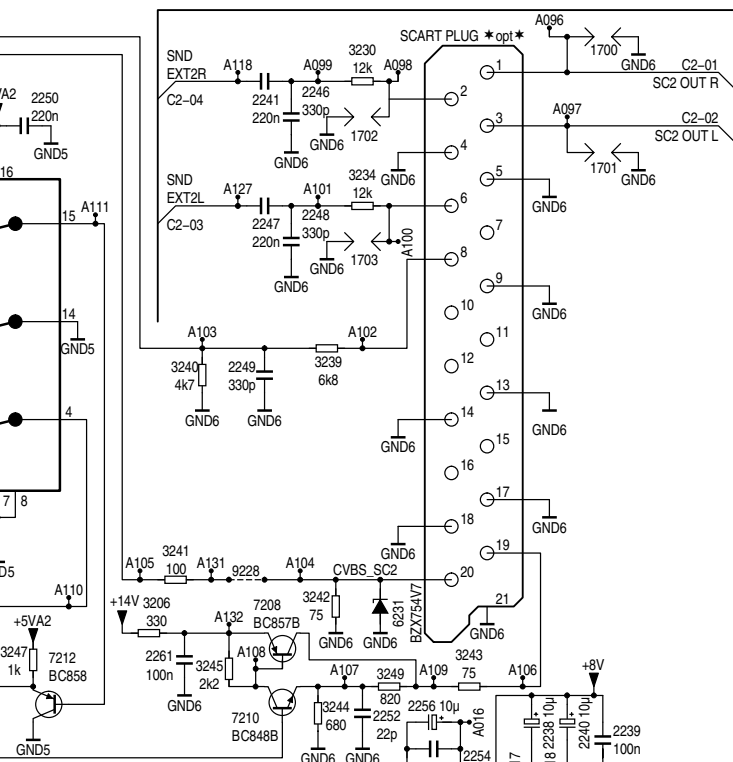 A096
SCART PLUG ✶opt✶
SND
EXT2R
A118
A099
3230
12k
A098
1
1700
GND6
C2-01
SC2 OUT R
C2-04
2241
220n
2246
330p
GND6
1702
GND6
2
A2
2250
220n
GND5
A097
3
C2-02
SC2 OUT L
4
GND6
1701
GND6
16
SND
EXT2L
A127
A101
3234
12k
5
GND6
6
C2-03
2247
220n
2248
330p
GND6
1703
A100
GND6
7
15
A111
8
9
GND6
10
14
GND5
A103
A102
11
3240
4k7
2249
330p
3239
6k8
12
GND6
GND6
13
GND6
4
14
GND6
15
16
7
8
17
GND6
18
GND6
19
D5
A105
3241
100
A131
9228
A104
CVBS_SC2
20
A110
3242
75
6231
BZX754V7
21
GND6
GND6
GND6
+14V
3206
330
A132
7208
BC857B
+5VA2
3247
1k
7212
BC858
2261
100n
GND6
3245
2k2
A108
A107
3249
820
A109
3243
75
A106
+8V
7210
BC848B
3244
680
2252
22p
2256 10µ
A016
2238 10µ
2240 10µ
2239
100n
GND5
GND6
GND6
2254
17
18